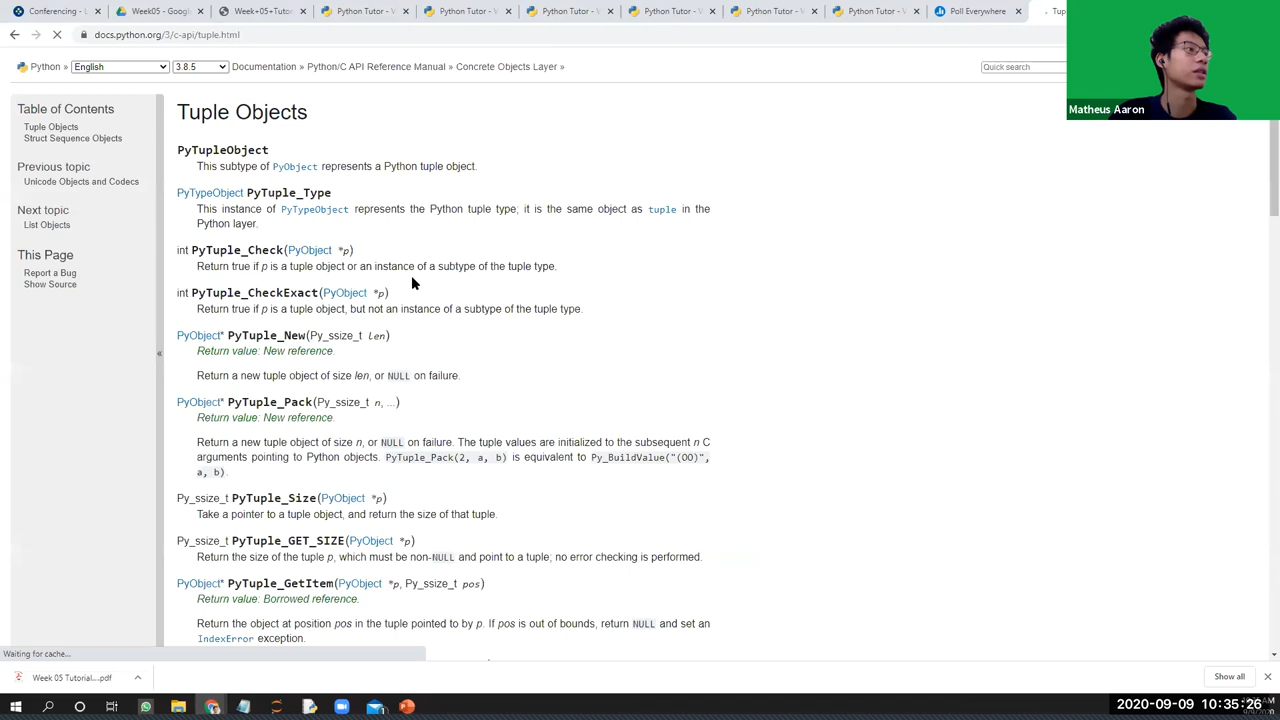 Conferencing - L
Week05 - Googl
Week+05+Tutor
Python Tutor - V
Python Tutor - V
Python Tutor - V
Python Tutor - V
Python Tutor - V
Python Tutor - V
Poll Everywhere
Tup
docs.python.org/3/c-api/tuple.html
Python » English 3.8.5 Documentation » Python/C API Reference Manual » Concrete Objects Layer »
Quick search
Matheus Aaron
Table of Contents
Tuple Objects
Struct Sequence Objects
Previous topic
Unicode Objects and Codecs
Next topic
List Objects
This Page
Report a Bug
Show Source
«
Tuple Objects
PyTupleObject
This subtype of PyObject represents a Python tuple object.
PyTypeObject PyTuple_Type
This instance of PyTypeObject represents the Python tuple type; it is the same object as tuple in the
Python layer.
int PyTuple_Check(PyObject *p)
Return true if p is a tuple object or an instance of a subtype of the tuple type.
int PyTuple_CheckExact(PyObject *p)
Return true if p is a tuple object, but not an instance of a subtype of the tuple type.
PyObject* PyTuple_New(Py_ssize_t len)
Return value: New reference.
Return a new tuple object of size len, or NULL on failure.
PyObject* PyTuple_Pack(Py_ssize_t n, ...)
Return value: New reference.
Return a new tuple object of size n, or NULL on failure. The tuple values are initialized to the subsequent n C
arguments pointing to Python objects. PyTuple_Pack(2, a, b) is equivalent to Py_BuildValue("(OO)",
a, b).
Py_ssize_t PyTuple_Size(PyObject *p)
Take a pointer to a tuple object, and return the size of that tuple.
Py_ssize_t PyTuple_GET_SIZE(PyObject *p)
Return the size of the tuple p, which must be non-NULL and point to a tuple; no error checking is performed.
PyObject* PyTuple_GetItem(PyObject *p, Py_ssize_t pos)
Return value: Borrowed reference.
Return the object at position pos in the tuple pointed to by p. If pos is out of bounds, return NULL and set an
IndexError exception.
Waiting for cache...
Week 05 Tutorial....pdf
Show all
2020-09-09 10:35:26